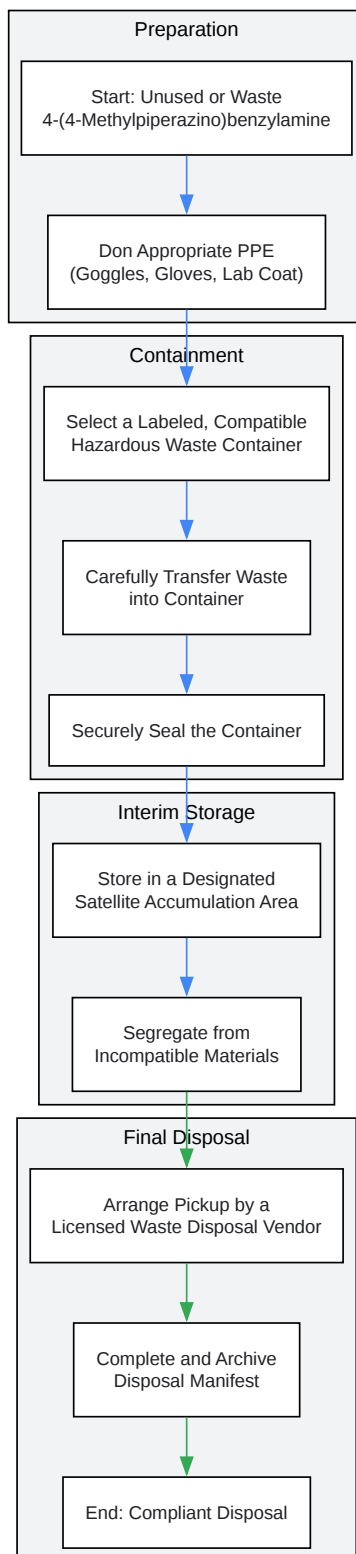 Preparation
Start: Unused or Waste
4-(4-Methylpiperazino)benzylamine
Don Appropriate PPE
(Goggles, Gloves, Lab Coat)
Containment
Select a Labeled, Compatible
Hazardous Waste Container
Carefully Transfer Waste
into Container
Securely Seal the Container
Interim Storage
Store in a Designated
Satellite Accumulation Area
Segregate from
Incompatible Materials
Final Disposal
Arrange Pickup by a
Licensed Waste Disposal Vendor
Complete and Archive
Disposal Manifest
End: Compliant Disposal